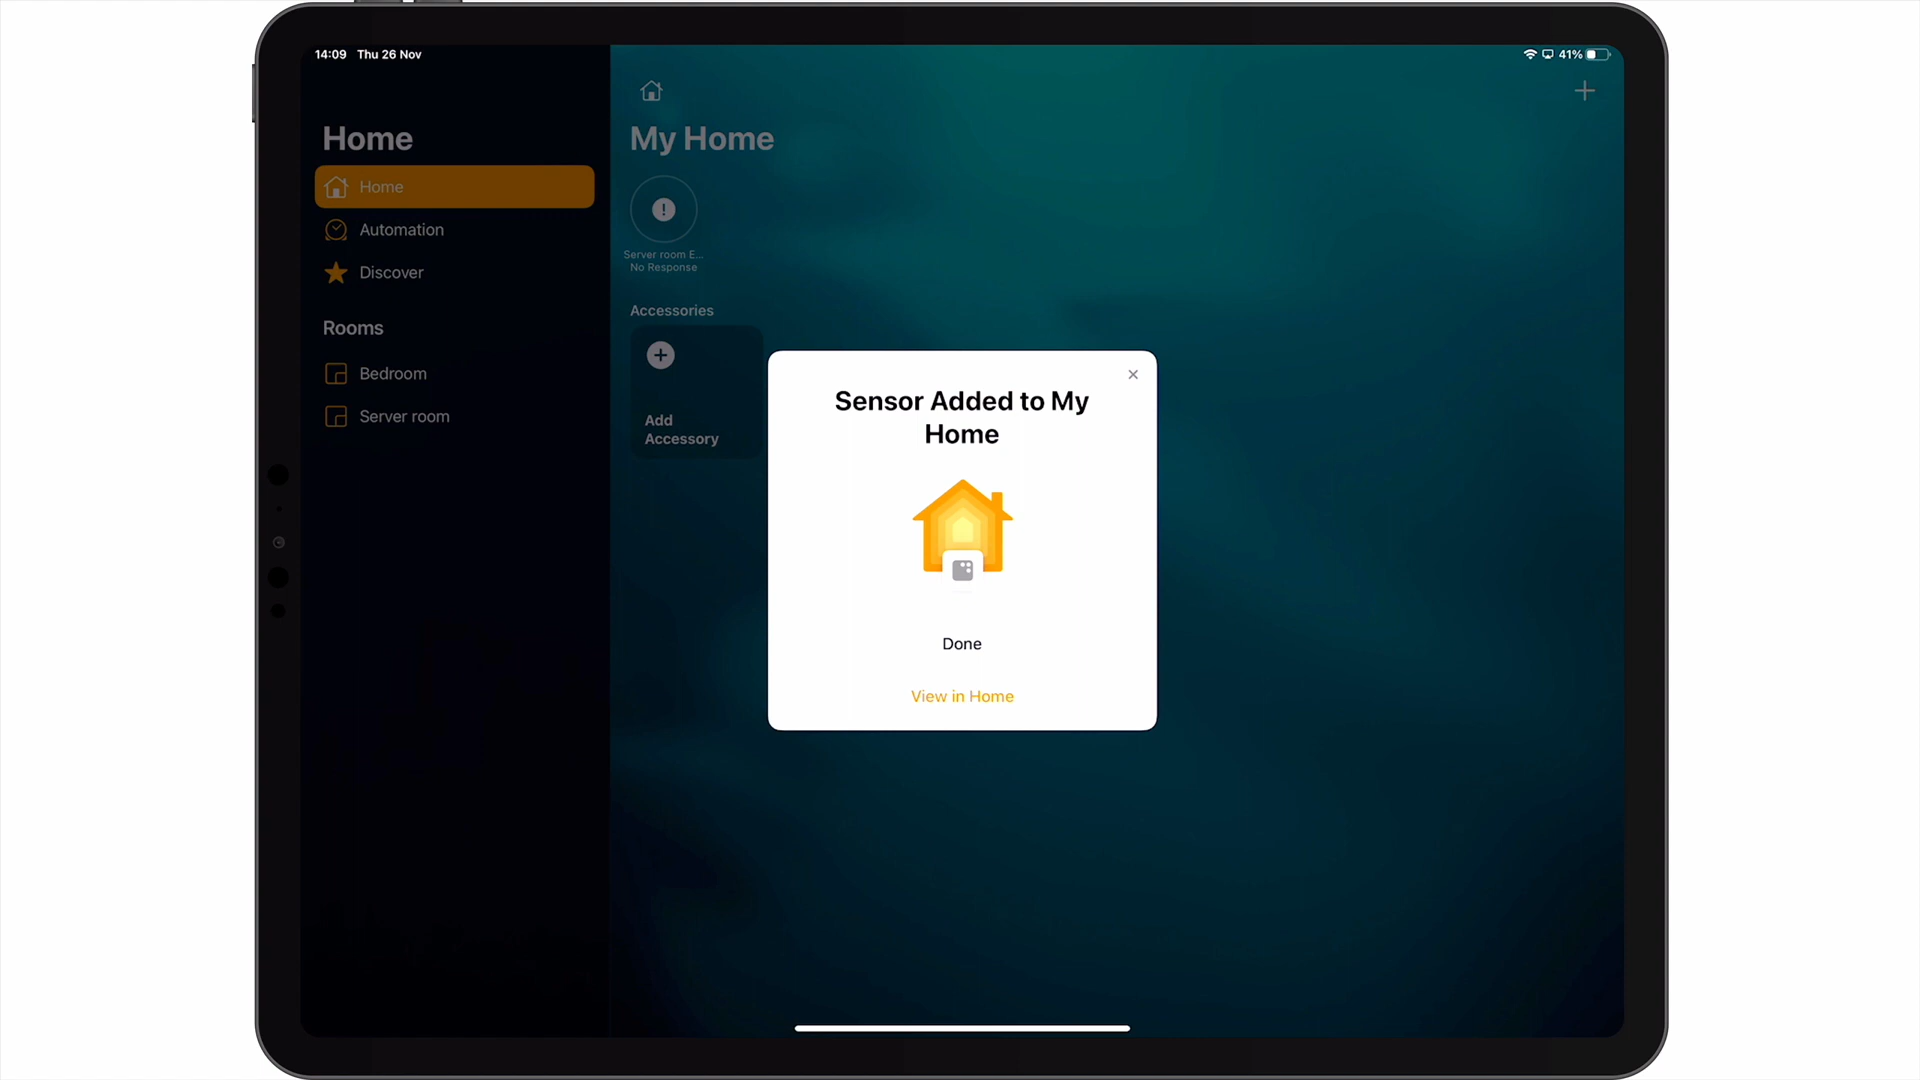 14:09 Thu 26 Nov
41%
Home
Home
Automation
Discover
Rooms
Bedroom
Server room
My Home
Server room E...
No Response
Accessories
Add
Accessory
Sensor Added to My
Home
Done
View in Home